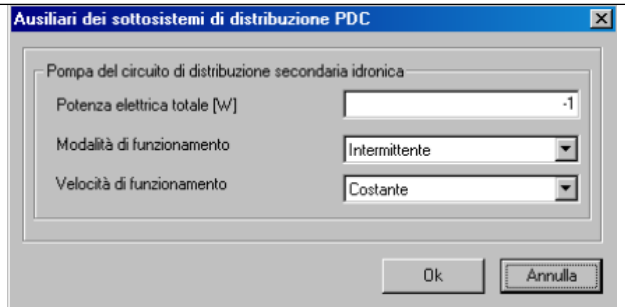 Ausiliari dei sottosistemi di distribuzione PDC
Pompa del circuito di distribuzione secondaria idronica
Potenza elettrica totale [W] -1
Modalità di funzionamento Intermittente
Velocità di funzionamento Costante
Ok Annulla